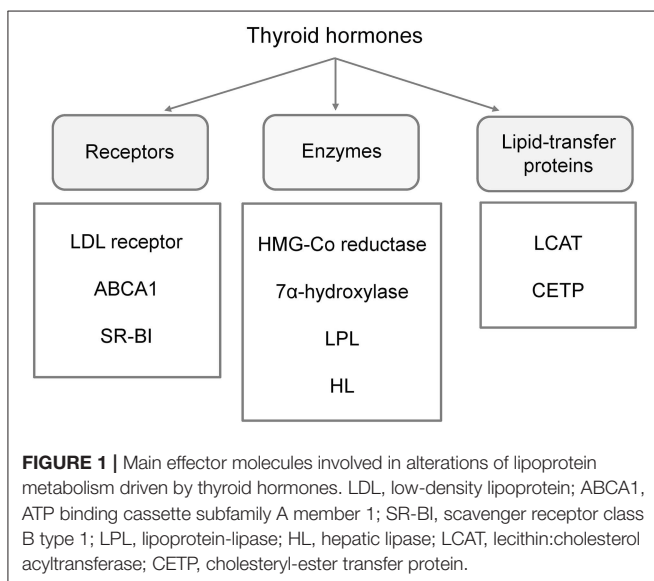 Thyroid hormones
Receptors
Enzymes
Lipid-transfer
proteins
LDL receptor
ABCA1
SR-BI
HMG-Co reductase
7α-hydroxylase
LPL
HL
LCAT
CETP
FIGURE 1 | Main effector molecules involved in alterations of lipoprotein
metabolism driven by thyroid hormones. LDL, low-density lipoprotein; ABCA1,
ATP binding cassette subfamily A member 1; SR-BI, scavenger receptor class
B type 1; LPL, lipoprotein-lipase; HL, hepatic lipase; LCAT, lecithin:cholesterol
acyltransferase; CETP, cholesteryl-ester transfer protein.